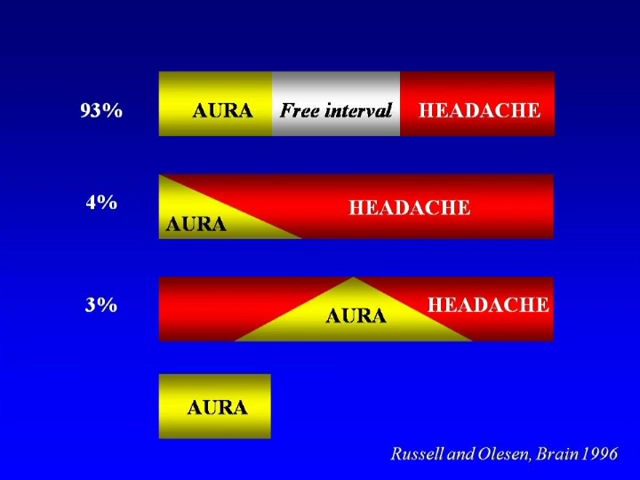 93% AURA Free interval HEADACHE
4% HEADACHE
AURA
3% HEADACHE
AURA
AURA
Russell and Olesen, Brain 1996